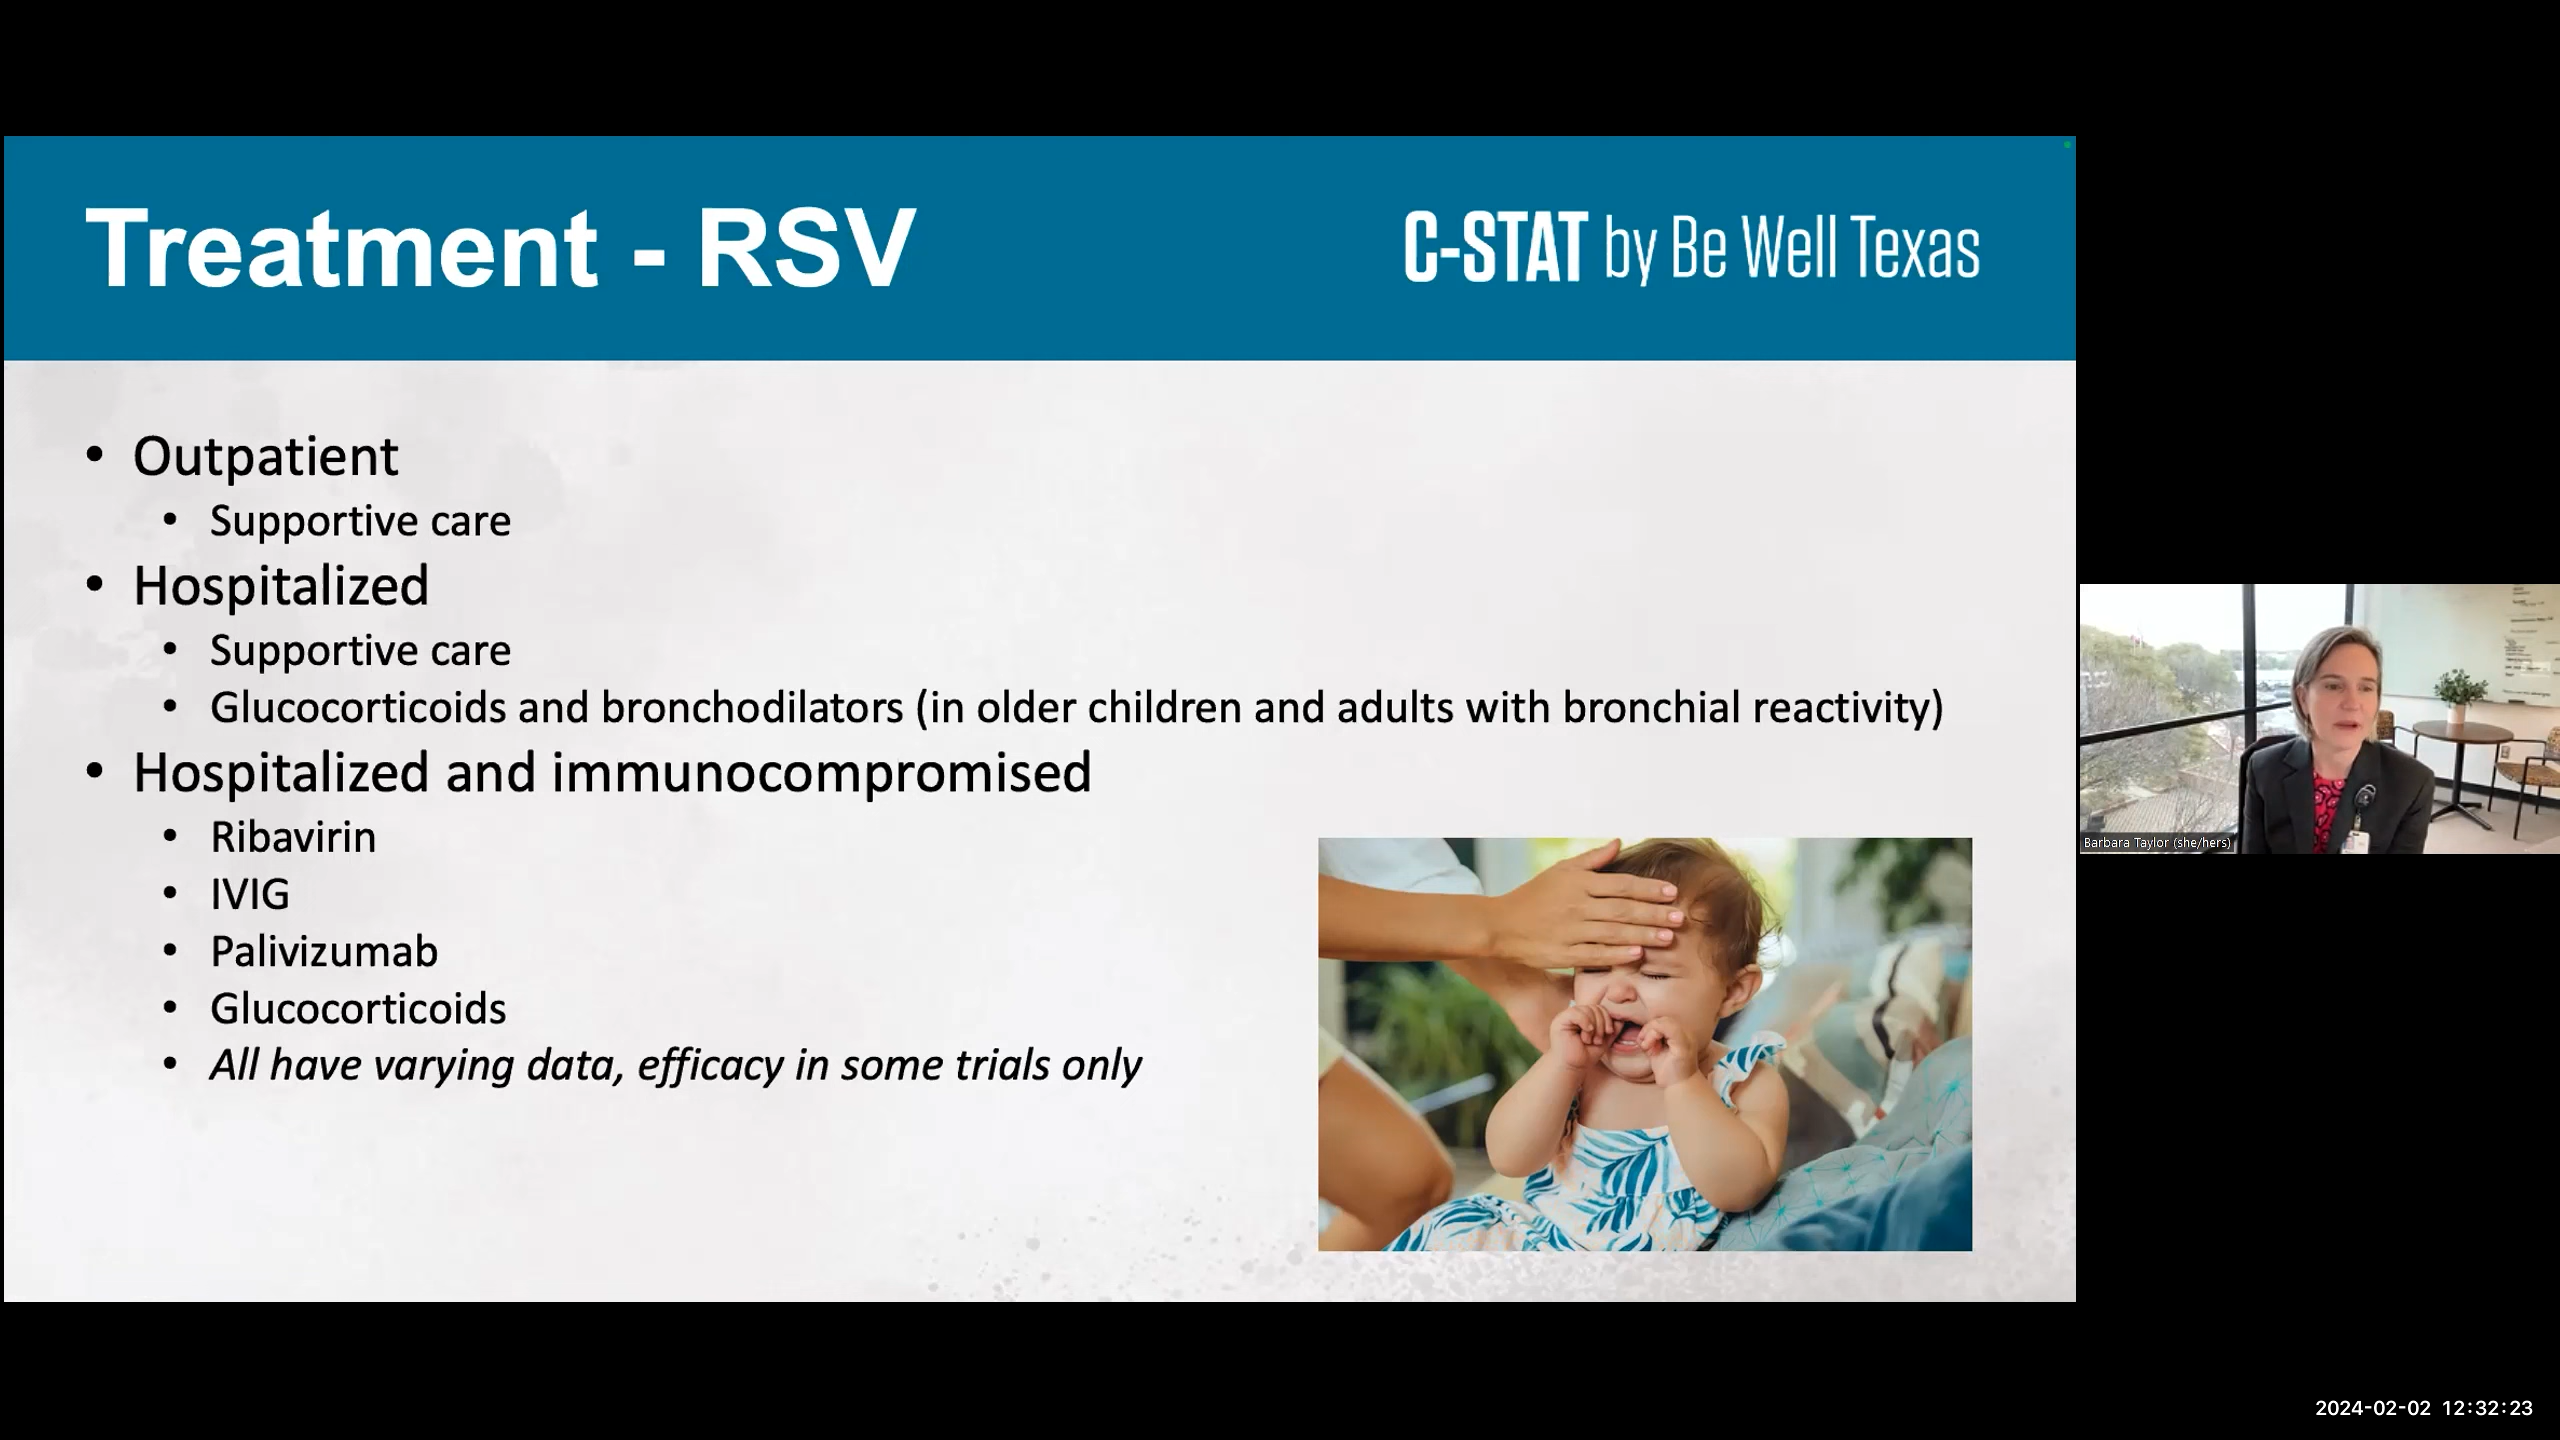 Treatment - RSV
C-STAT by Be Well Texas
• Outpatient
• Supportive care
• Hospitalized
• Supportive care
• Glucocorticoids and bronchodilators (in older children and adults with bronchial reactivity)
• Hospitalized and immunocompromised
• Ribavirin
• IVIG
• Palivizumab
• Glucocorticoids
• All have varying data, efficacy in some trials only
Barbara Taylor (she/hers)
2024-02-02 12:32:23